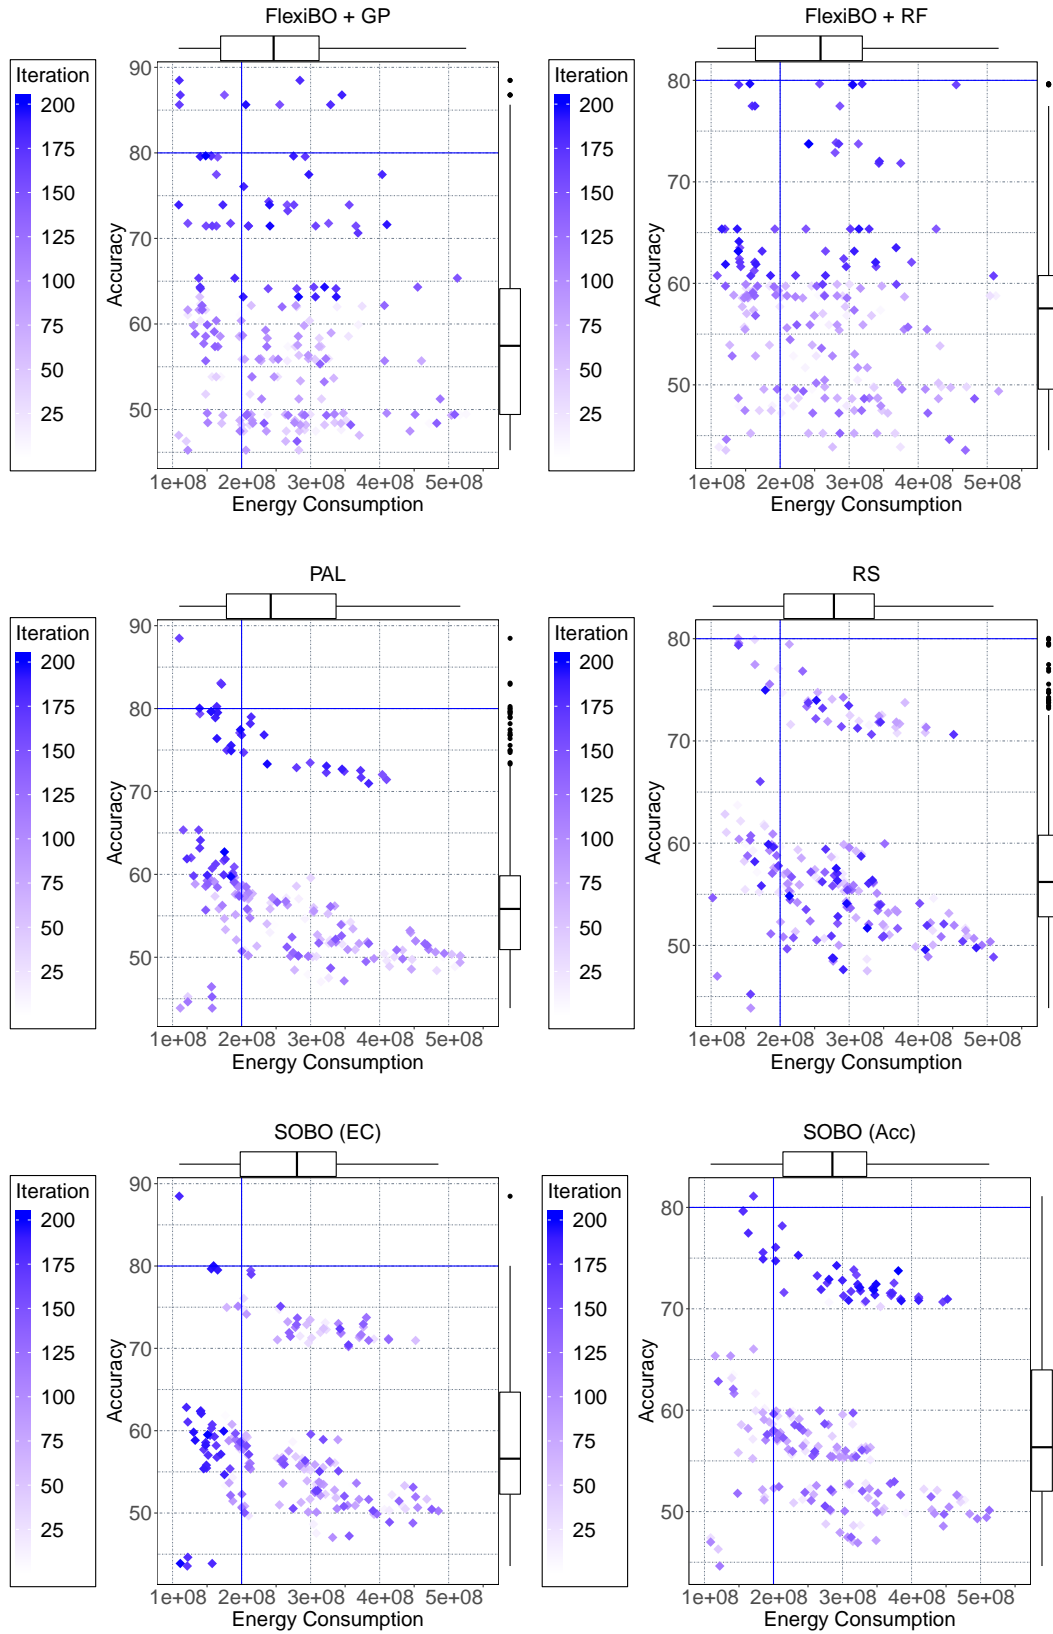 FlexiBO + GP
FlexiBO + RF
Iteration
200
175
150
125
100
75
50
25
Accuracy
90
80
70
60
50
1e+08 2e+08 3e+08 4e+08 5e+08
Energy Consumption
Iteration
200
175
150
125
100
75
50
25
Accuracy
80
70
60
50
1e+08 2e+08 3e+08 4e+08 5e+08
Energy Consumption
PAL
RS
Iteration
200
175
150
125
100
75
50
25
Accuracy
90
80
70
60
50
1e+08 2e+08 3e+08 4e+08 5e+08
Energy Consumption
Iteration
200
175
150
125
100
75
50
25
Accuracy
80
70
60
50
1e+08 2e+08 3e+08 4e+08 5e+08
Energy Consumption
SOBO (EC)
SOBO (Acc)
Iteration
200
175
150
125
100
75
50
25
Accuracy
90
80
70
60
50
1e+08 2e+08 3e+08 4e+08 5e+08
Energy Consumption
Iteration
200
175
150
125
100
75
50
25
Accuracy
80
70
60
50
1e+08 2e+08 3e+08 4e+08 5e+08
Energy Consumption